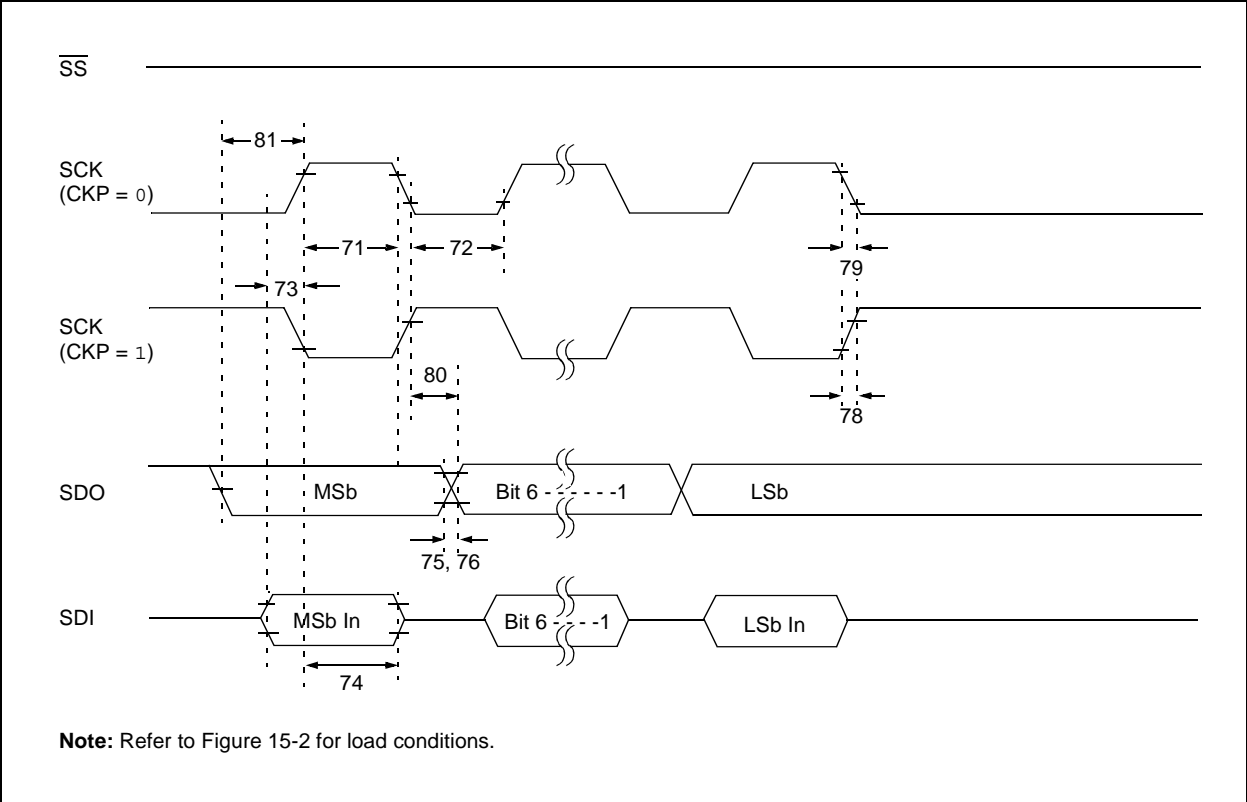 SS
81
SCK
(CKP = 0)
71
72
79
73
SCK
(CKP = 1)
80
78
SDO
MSb
Bit 6 - - - - - -1
LSb
75, 76
SDI
MSb In
Bit 6 - - - -1
LSb In
74
Note: Refer to Figure 15-2 for load conditions.